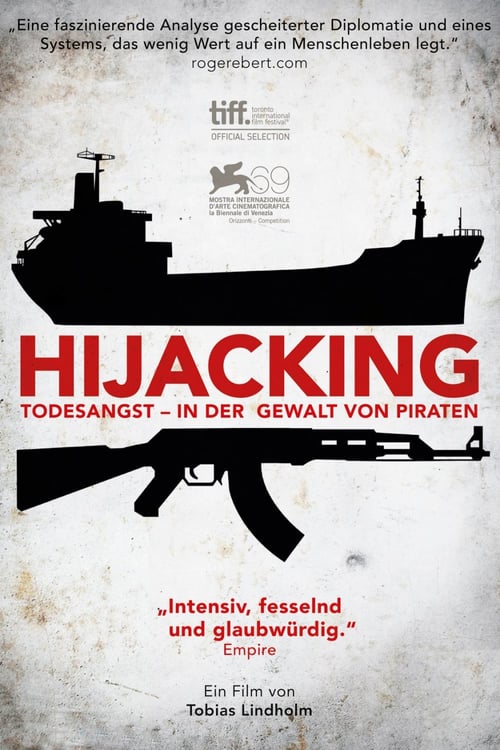 „Eine faszinierende Analyse gescheiterter Diplomatie und eines
Systems, das wenig Wert auf ein Menschenleben legt.“
rogerebert.com
tiff. toronto
international
film festival®
OFFICIAL SELECTION
69
MOSTRA INTERNAZIONALE
D'ARTE CINEMATOGRAFICA
la Biennale di Venezia
Orizzonti – Competition
HIJACKING
TODESANGST – IN DER GEWALT VON PIRATEN
„Intensiv, fesselnd
und glaubwürdig.“
Empire
Ein Film von
Tobias Lindholm